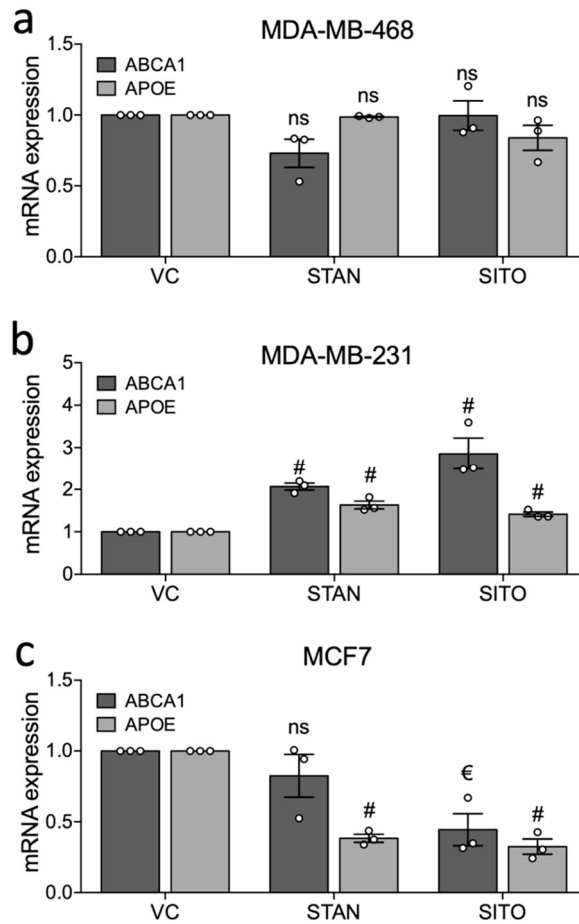 a
MDA-MB-468
mRNA expression
1.5
1.0
0.5
0.0
ABCA1
APOE
ns
ns
ns
ns
VC
STAN
SITO
b
MDA-MB-231
mRNA expression
5
4
3
2
1
0
ABCA1
APOE
#
#
#
#
VC
STAN
SITO
c
MCF7
mRNA expression
1.5
1.0
0.5
0.0
ABCA1
APOE
ns
#
€
#
VC
STAN
SITO